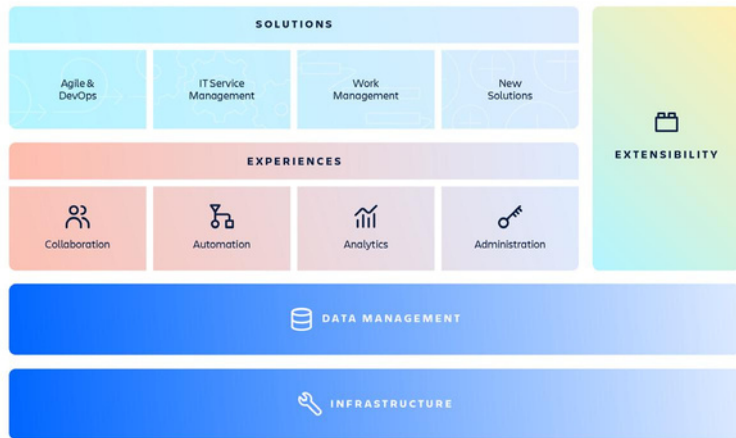 SOLUTIONS
Agile &
DevOps
IT Service
Management
Work
Management
New
Solutions
EXTENSIBILITY
EXPERIENCES
Collaboration
Automation
Analytics
Administration
DATA MANAGEMENT
INFRASTRUCTURE